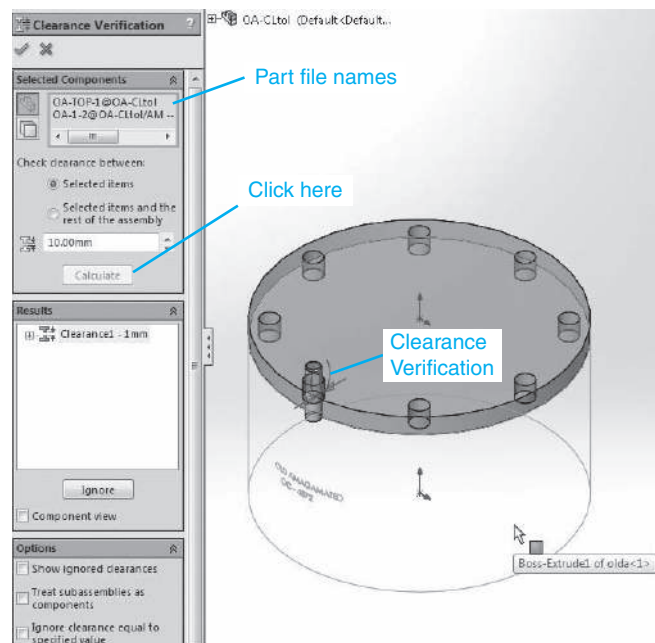 Clearance Verification ?
OA-CLtol (Default<Default...
Selected Components
OA-TOP-1@OA-CLtol
OA-1-2@OA-CLtol/AM --
Part file names
Check clearance between:
Selected items
Selected items and the
rest of the assembly
Click here
10.00mm
Calculate
Results
Clearance1 - 1mm
Clearance
Verification
Ignore
Component view
Options
Show ignored clearances
Treat subassemblies as
components
Ignore clearance equal to
specified value
Boss-Extrude1 of olda<1>